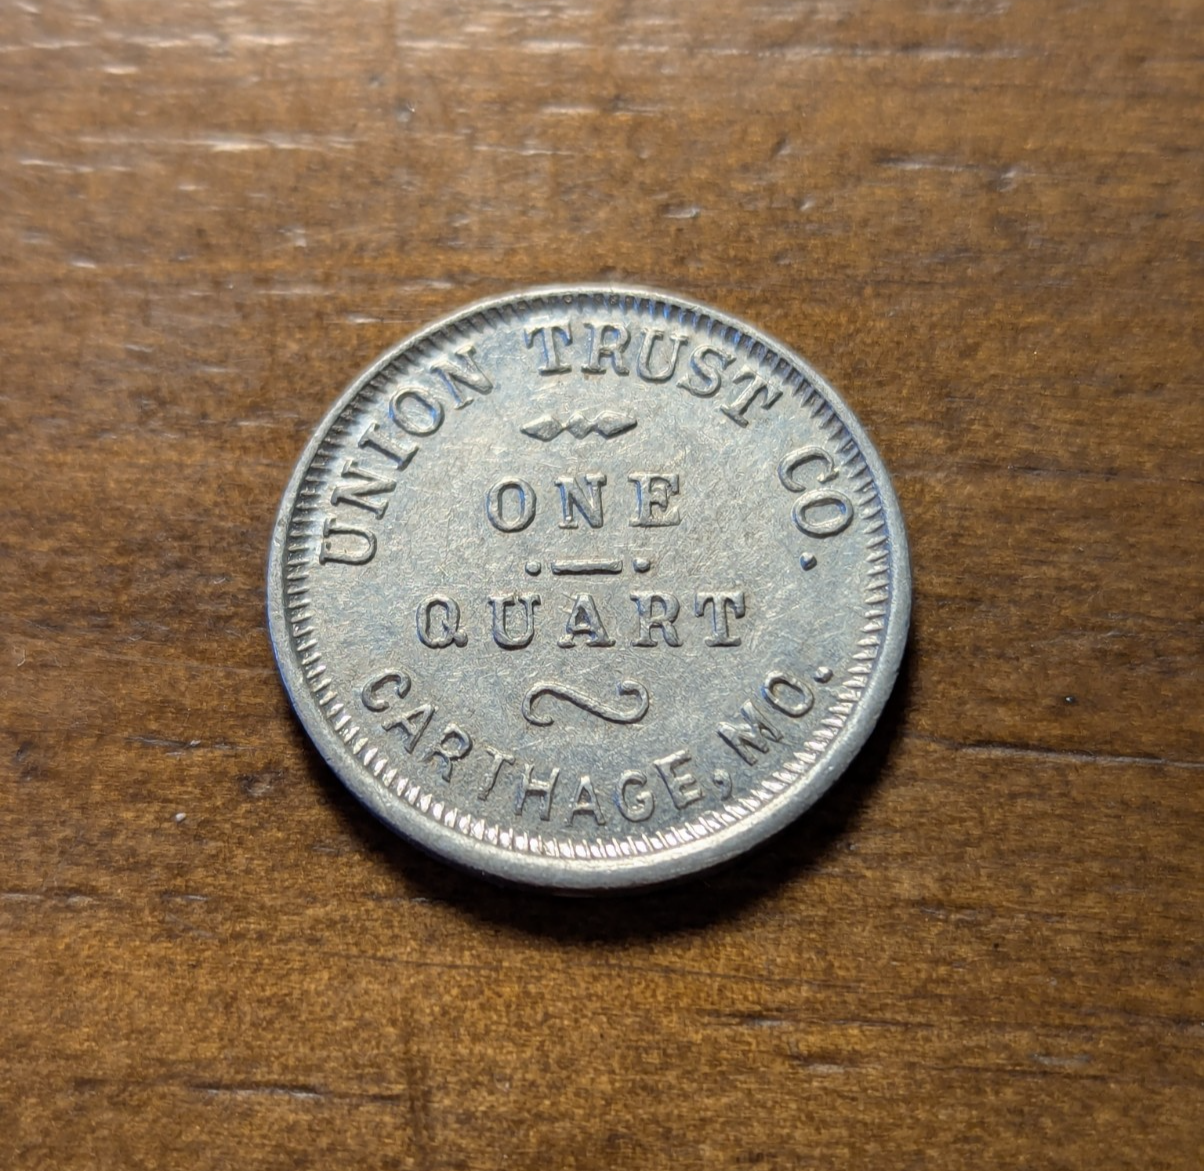 UNION TRUST CO.
ONE
QUART
CARTHAGE, MO.